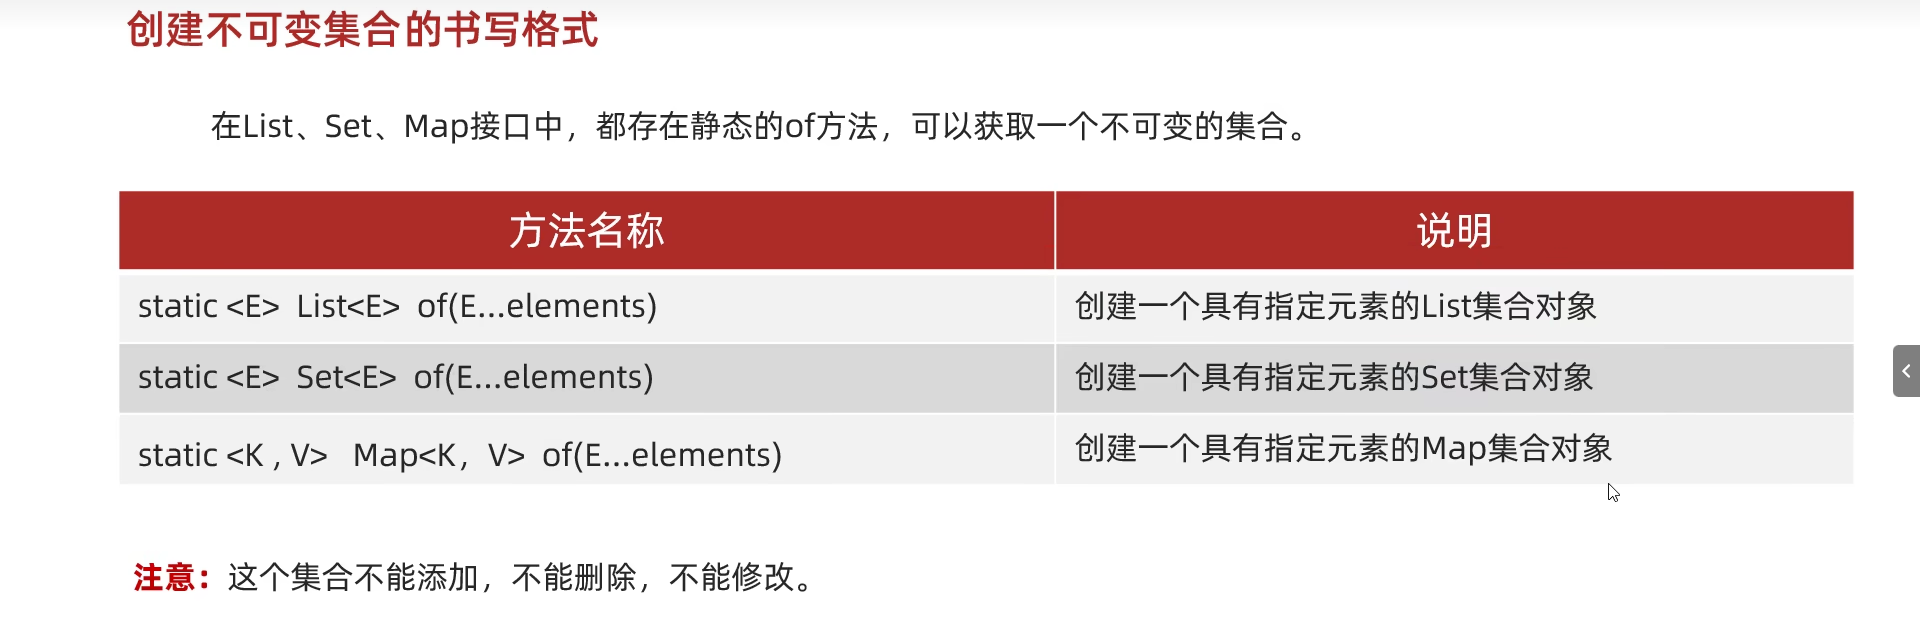 创建不可变集合的书写格式
在List、Set、Map接口中，都存在静态的of方法，可以获取一个不可变的集合。
方法名称 说明
static <E>  List<E>  of(E...elements) 创建一个具有指定元素的List集合对象
static <E>  Set<E>  of(E...elements) 创建一个具有指定元素的Set集合对象
static <K , V>   Map<K，V>  of(E...elements) 创建一个具有指定元素的Map集合对象
注意：这个集合不能添加，不能删除，不能修改。